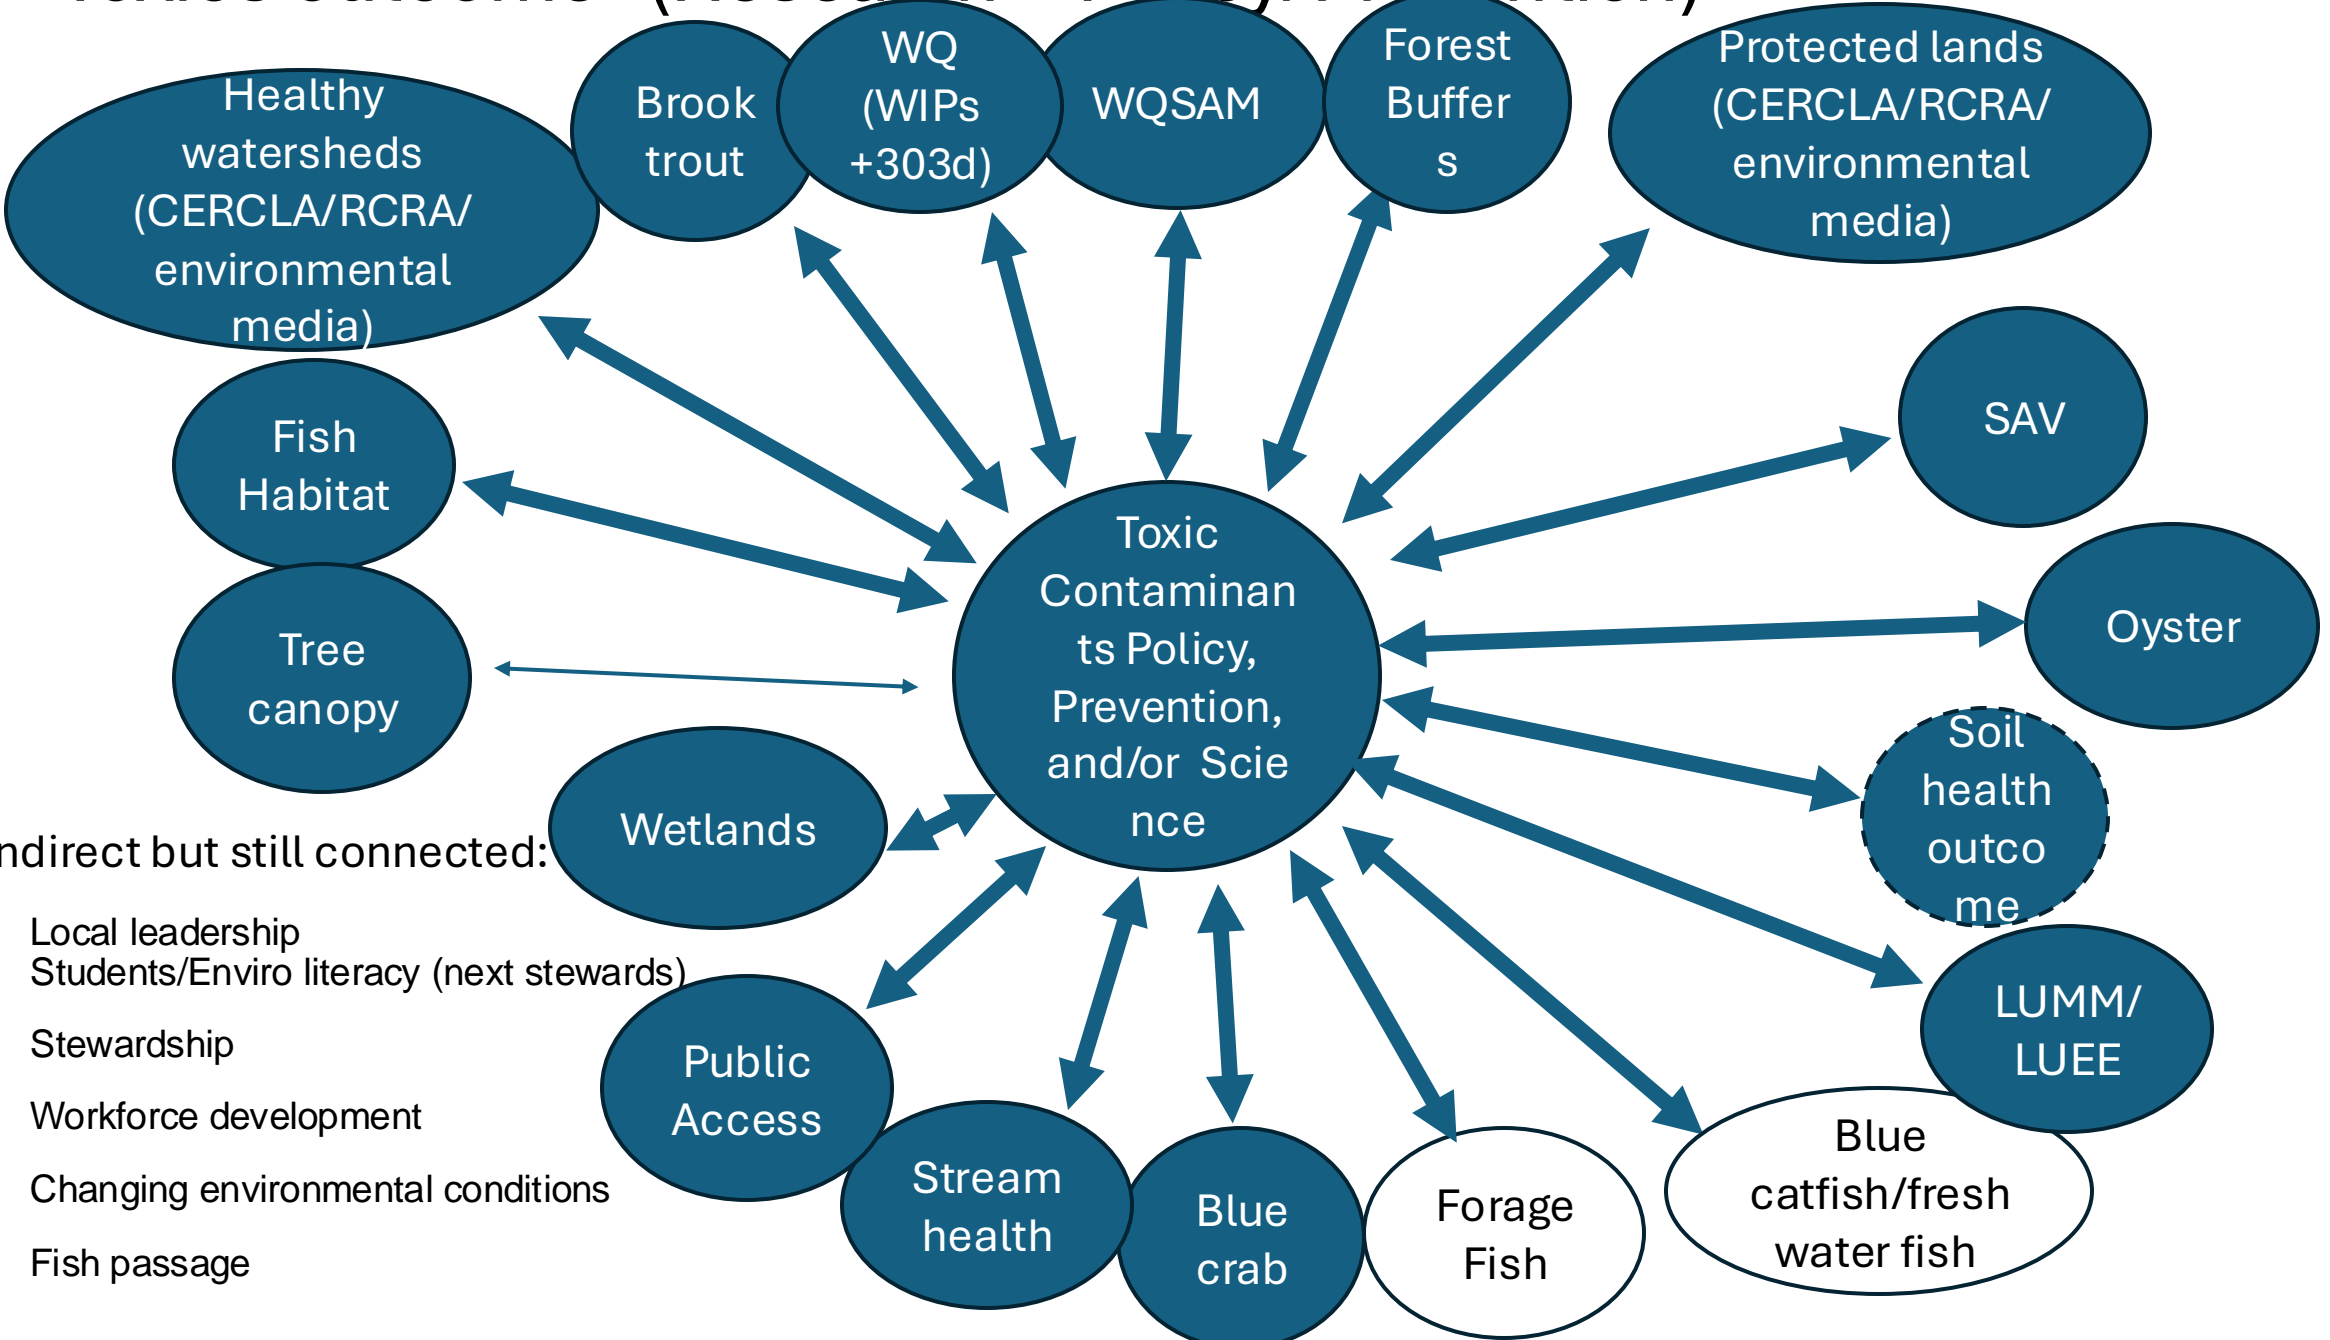 WQ
(WIPs
+303d)
Forest
Buffer
s
Protected lands
(CERCLA/RCRA/
environmental
media)
Healthy
watersheds
(CERCLA/RCRA/
environmental
media)
Brook
trout
WQSAM
SAV
Fish
Habitat
Toxic
Contaminan
ts Policy,
Prevention,
and/or Scie
nce
Oyster
Tree
canopy
Soil
health
outco
me
Wetlands
ndirect but still connected:
Local leadership
Students/Enviro literacy (next stewards)
Stewardship
Workforce development
Changing environmental conditions
Fish passage
Public
Access
Stream
health
Blue
crab
Forage
Fish
Blue
catfish/fresh
water fish
LUMM/
LUEE